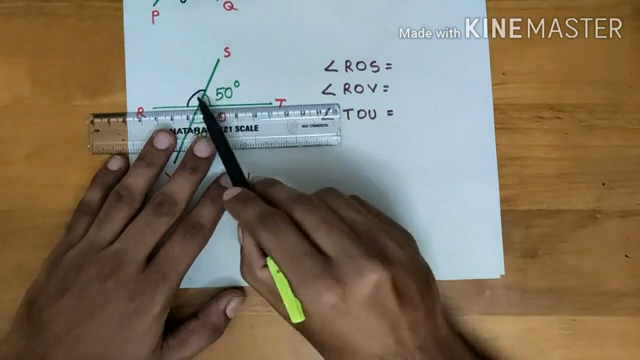 Made with KINEMASTER
P
Q
S
50°
R
T
O
NATARAJ 621 SCALE
∠ ROS =
∠ ROV =
∠ TOU =